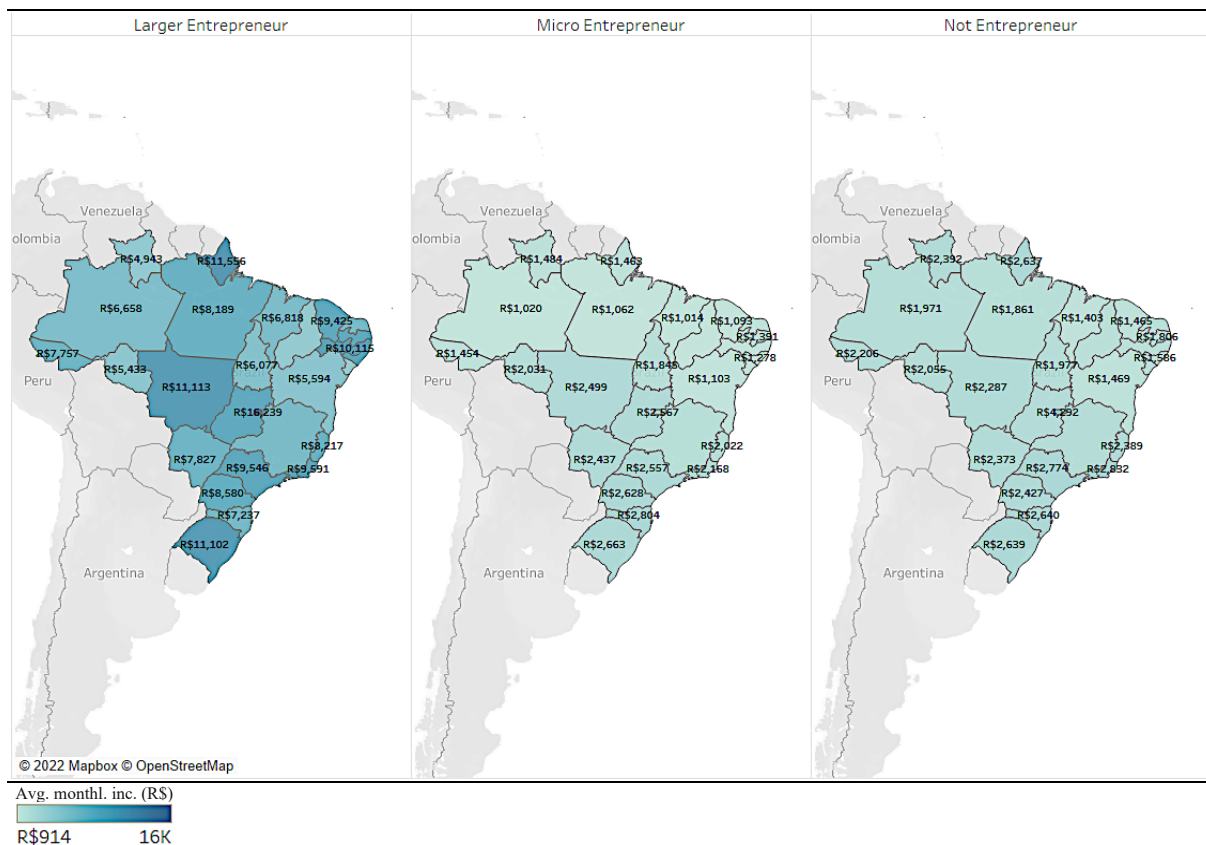 Larger Entrepreneur
Micro Entrepreneur
Not Entrepreneur
Venezuela
olombia
R$4,943
R$11,556
R$6,658
R$8,189
R$6,818
R$9,425
R$10,115
R$7,757
R$5,433
R$6,077
R$11,113
R$5,594
R$8,217
R$7,827
R$9,546
R$9,591
R$8,580
R$7,237
R$11,102
Peru
Argentina
Venezuela
olombia
R$1,484
R$1,463
R$1,020
R$1,062
R$1,014
R$1,093
R$1,391
R$1,278
R$1,454
R$2,031
R$1,845
R$2,499
R$1,103
R$2,567
R$2,022
R$2,437
R$2,557
R$2,168
R$2,628
R$2,804
R$2,663
Peru
Argentina
Venezuela
olombia
R$2,392
R$2,637
R$1,971
R$1,861
R$1,403
R$1,465
R$1,806
R$1,586
R$2,206
R$2,055
R$1,977
R$2,287
R$1,469
R$4,292
R$2,389
R$2,373
R$2,774
R$2,832
R$2,427
R$2,640
R$2,639
Peru
Argentina
© 2022 Mapbox © OpenStreetMap
Avg. monthl. inc. (R$)
R$914
16K